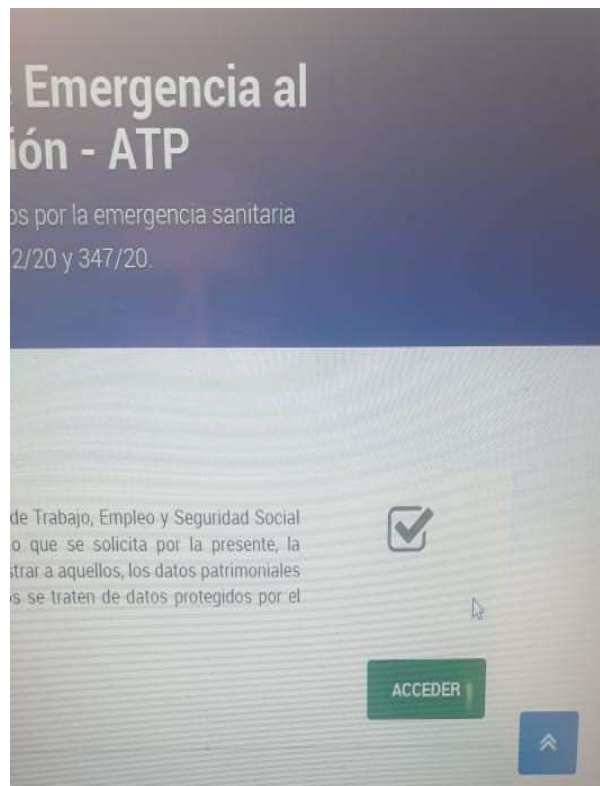 Emergencia al
ión - ATP
os por la emergencia sanitaria
2/20 y 347/20.
de Trabajo, Empleo y Seguridad Social
o que se solicita por la presente, la
strar a aquellos, los datos patrimoniales
s se traten de datos protegidos por el
ACCEDER